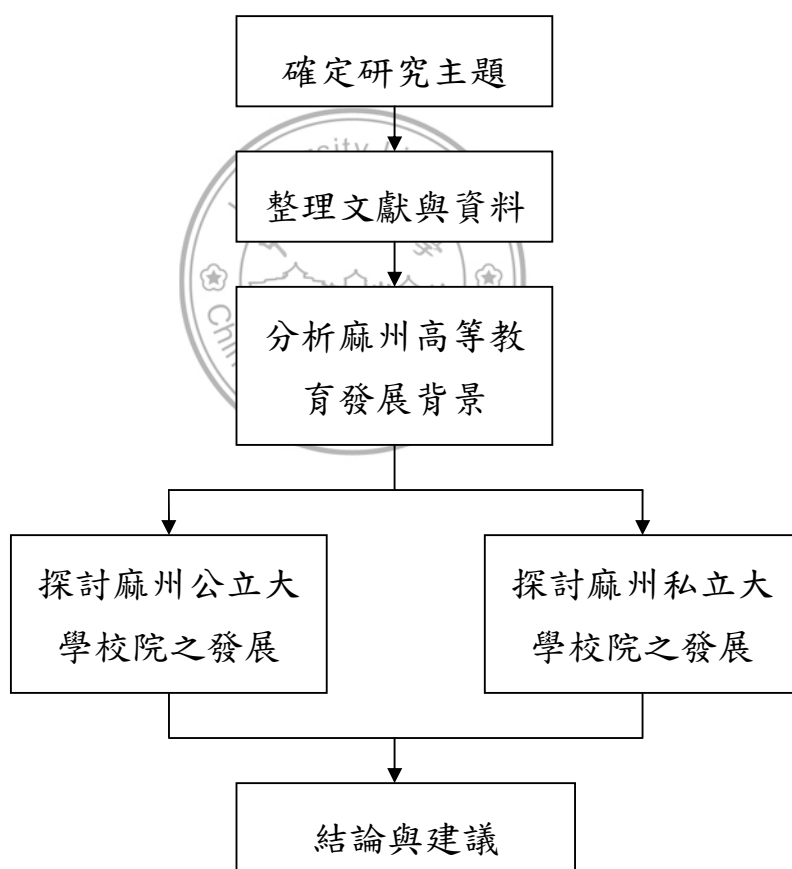 確定研究主題
整理文獻與資料
分析麻州高等教
育發展背景
探討麻州公立大
學校院之發展
探討麻州私立大
學校院之發展
結論與建議